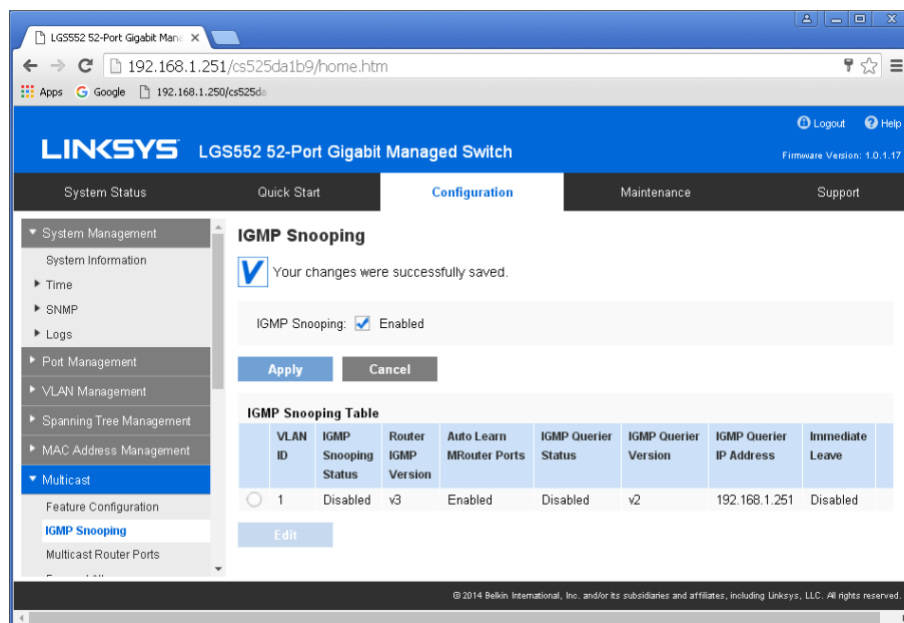 LGS552 52-Port Gigabit Mana
192.168.1.251/cs525da1b9/home.htm
Apps Google 192.168.1.250/cs525da
Logout Help
LINKSYS LGS552 52-Port Gigabit Managed Switch
Firmware Version: 1.0.1.17
System Status Quick Start Configuration Maintenance Support
System Management
System Information
Time
SNMP
Logs
Port Management
VLAN Management
Spanning Tree Management
MAC Address Management
Multicast
Feature Configuration
IGMP Snooping
Multicast Router Ports
IGMP Snooping
Your changes were successfully saved.
IGMP Snooping: Enabled
Apply Cancel
IGMP Snooping Table
VLAN ID IGMP Snooping Status Router IGMP Version Auto Learn MRouter Ports IGMP Querier Status IGMP Querier Version IGMP Querier IP Address Immediate Leave
1 Disabled v3 Enabled Disabled v2 192.168.1.251 Disabled
Edit
© 2014 Belkin International, Inc. and/or its subsidiaries and affiliates, including Linksys, LLC. All rights reserved.